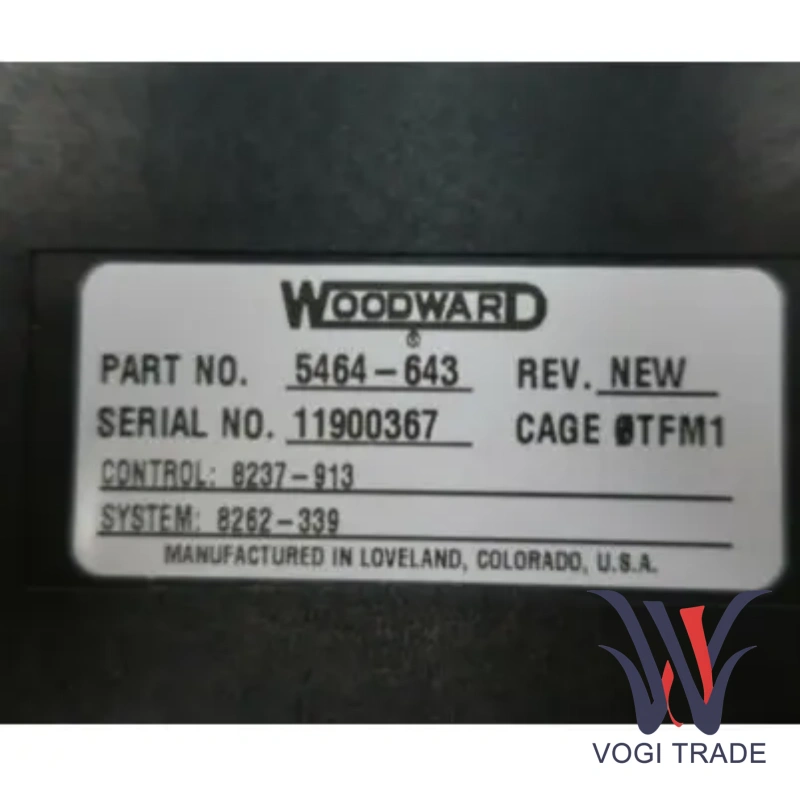 WOODWARD
®
PART NO. 5464-643 REV. NEW
SERIAL NO. 11900367 CAGE 0TFM1
CONTROL: 8237-913
SYSTEM: 8262-339
MANUFACTURED IN LOVELAND, COLORADO, U.S.A.
VOGI TRADE